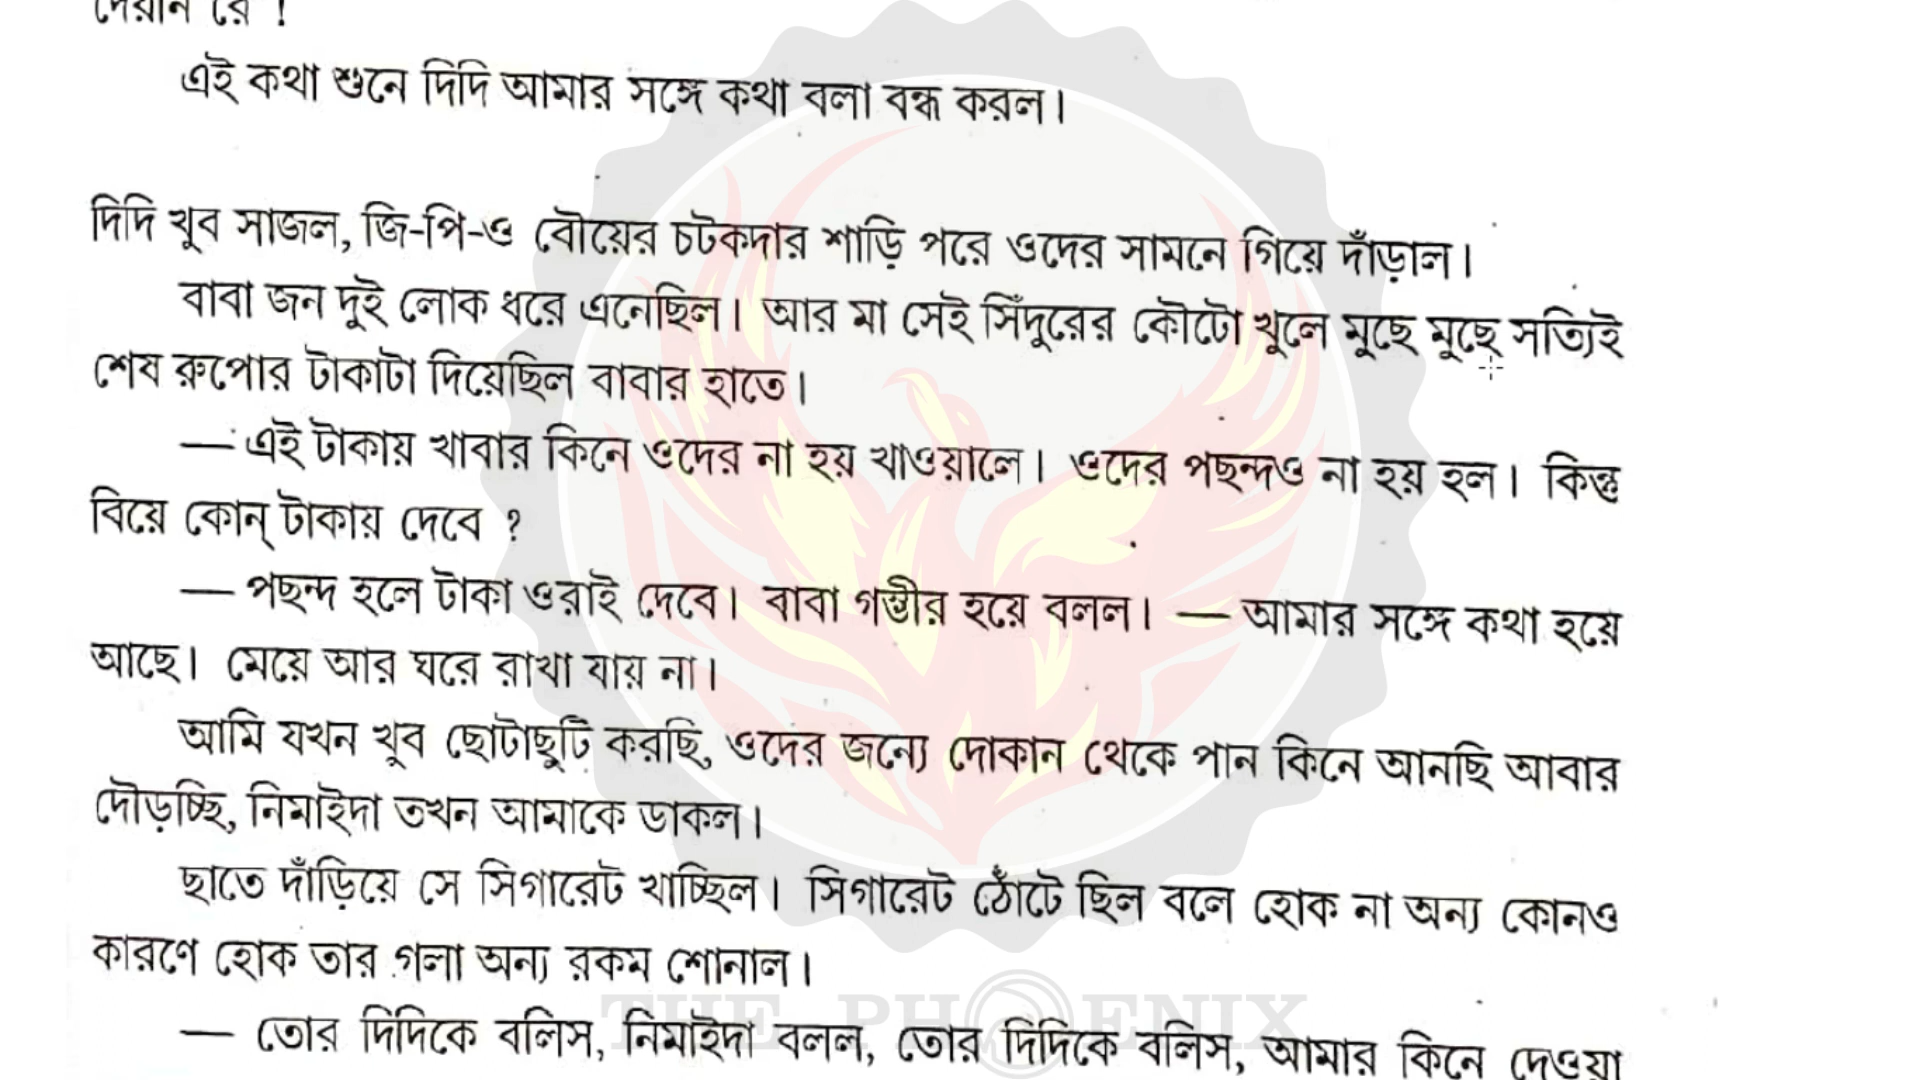 দেয়নি রে !
এই কথা শুনে দিদি আমার সঙ্গে কথা বলা বন্ধ করল।
দিদি খুব সাজল, জি-পি-ও বৌয়ের চটকদার শাড়ি পরে ওদের সামনে গিয়ে দাঁড়াল।
বাবা জন দুই লোক ধরে এনেছিল। আর মা সেই সিঁদুরের কৌটো খুলে মুছে মুছে সত্যিই
শেষ রুপোর টাকাটা দিয়েছিল বাবার হাতে।
— এই টাকায় খাবার কিনে ওদের না হয় খাওয়ালে। ওদের পছন্দও না হয় হল। কিন্তু
বিয়ে কোন্ টাকায় দেবে ?
— পছন্দ হলে টাকা ওরাই দেবে। বাবা গম্ভীর হয়ে বলল। — আমার সঙ্গে কথা হয়ে
আছে। মেয়ে আর ঘরে রাখা যায় না।
আমি যখন খুব ছোটাছুটি করছি, ওদের জন্যে দোকান থেকে পান কিনে আনছি আবার
দৌড়চ্ছি, নিমাইদা তখন আমাকে ডাকল।
ছাতে দাঁড়িয়ে সে সিগারেট খাচ্ছিল। সিগারেট ঠোঁটে ছিল বলে হোক না অন্য কোনও
কারণে হোক তার গলা অন্য রকম শোনাল।
THE PHOENIX
— তোর দিদিকে বলিস, নিমাইদা বলল, তোর দিদিকে বলিস, আমার কিনে দেওয়া